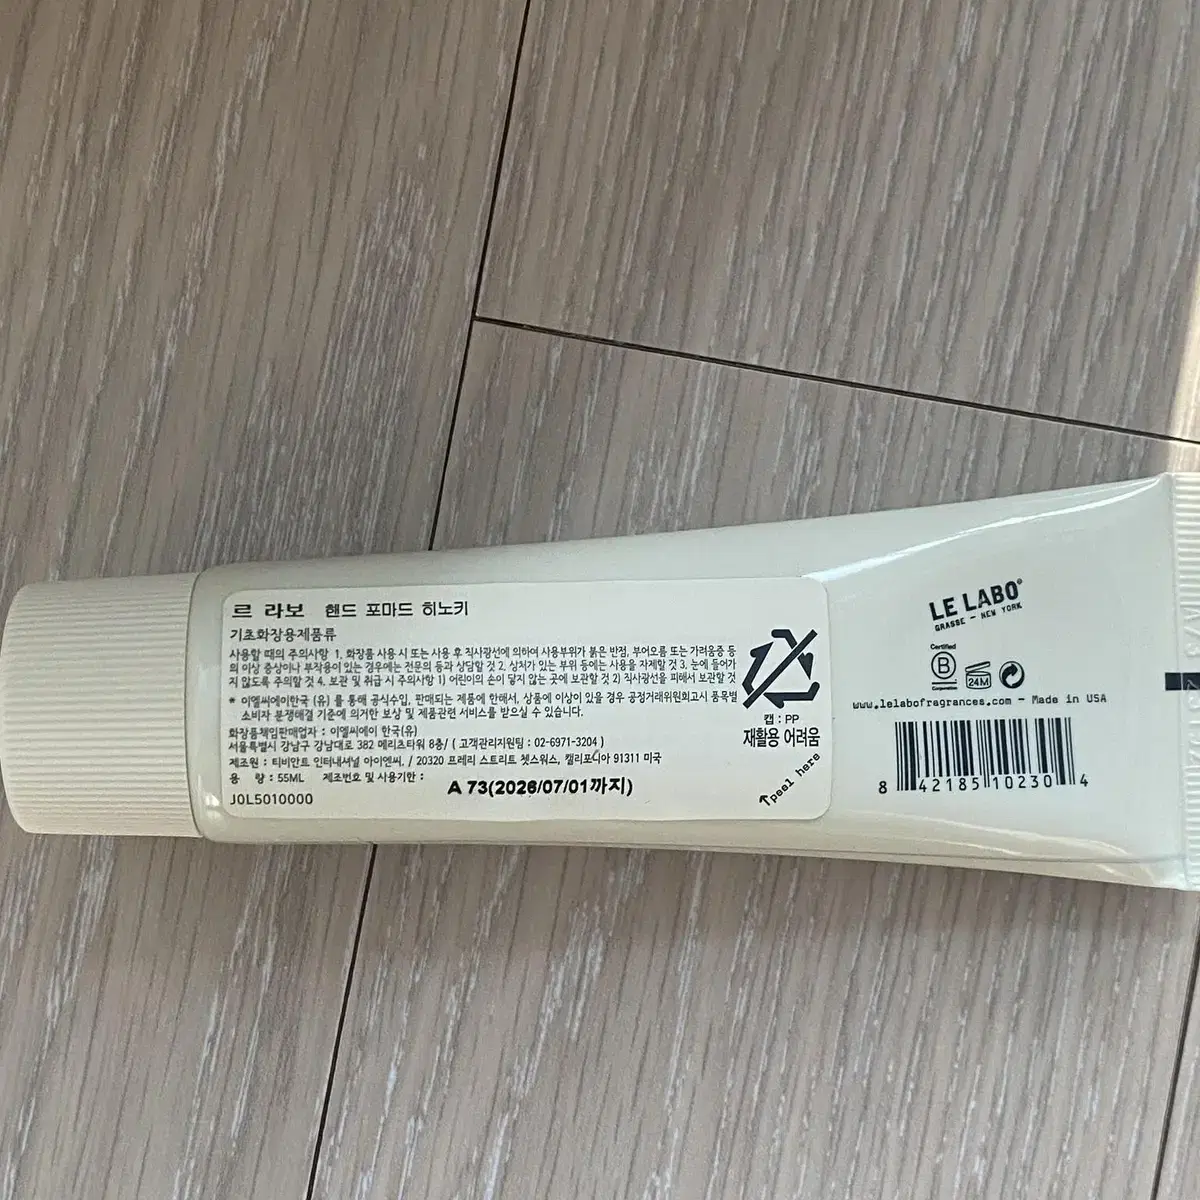 르 라보 핸드 포마드 히노키
기초화장용제품류
사용할 때의 주의사항 1. 화장품 사용 시 또는 사용 후 직사광선에 의하여 사용부위가 붉은 반점, 부어오름 또는 가려움증 등
의 이상 증상이나 부작용이 있는 경우에는 전문의 등과 상담할 것 2. 상처가 있는 부위 등에는 사용을 자제할 것 3. 눈에 들어가
지 않도록 주의할 것 4. 보관 및 취급 시 주의사항 1) 어린이의 손이 닿지 않는 곳에 보관할 것 2) 직사광선을 피해서 보관할 것
* 이엘씨에이한국 (유) 를 통해 공식수입, 판매되는 제품에 한해서, 상품에 이상이 있을 경우 공정거래위원회고시 품목별
소비자 분쟁해결 기준에 의거한 보상 및 제품관련 서비스를 받으실 수 있습니다.
화장품책임판매업자 : 이엘씨에이 한국(유)
서울특별시 강남구 강남대로 382 메리츠타워 8층/ ( 고객관리지원팀 : 02-6971-3204 )
제조원 : 티비안트 인터내셔널 아이엔씨, / 20320 프레리 스트리트 챗스워스, 캘리포니아 91311 미국
용 량 : 55ML 제조번호 및 사용기한 :
A 73(2026/07/01까지)
J0L5010000
캡 : PP
재활용 어려움
↑peel here
LE LABO®
GRASSE – NEW YORK
Certified
B
Corporation
24M
www.lelabofragrances.com – Made in USA
8 42185 10230 4